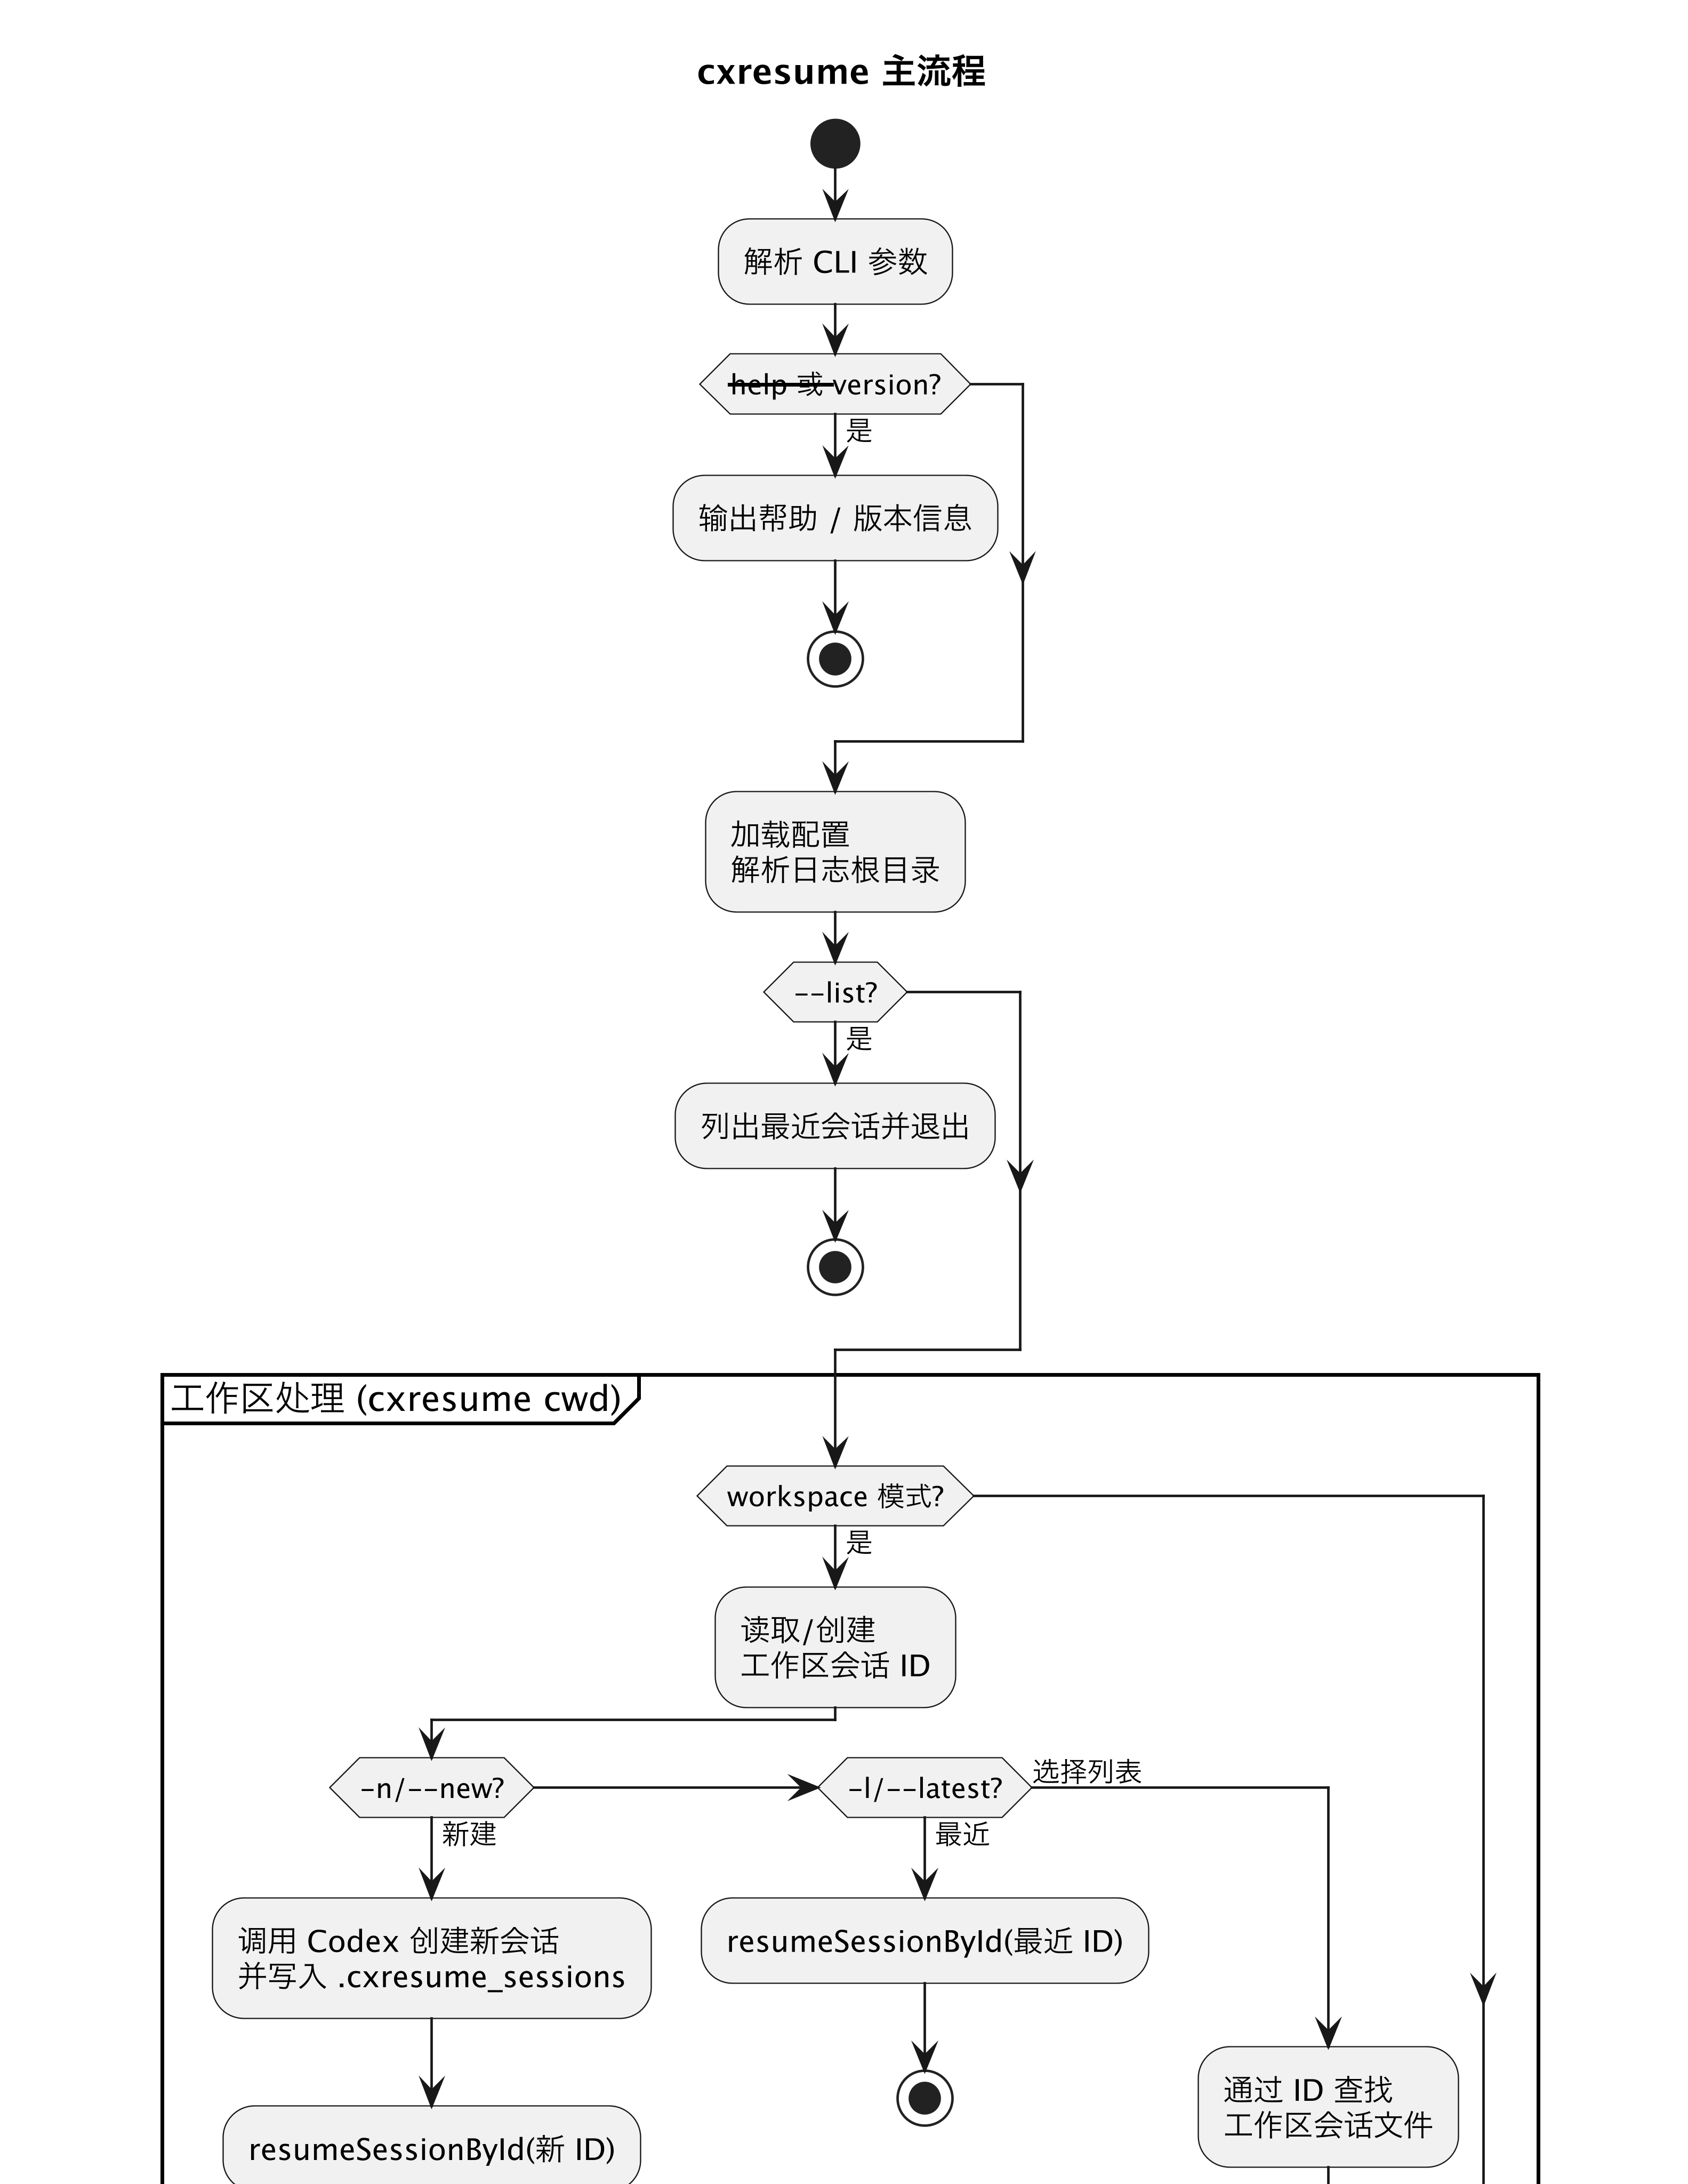 cxresume 主流程
解析 CLI 参数
help 或 version?
是
输出帮助 / 版本信息
加载配置
解析日志根目录
--list?
是
列出最近会话并退出
工作区处理 (cxresume cwd)
workspace 模式?
是
读取/创建
工作区会话 ID
-n/--new?
-l/--latest?
选择列表
新建
最近
调用 Codex 创建新会话
并写入 .cxresume_sessions
resumeSessionById(最近 ID)
通过 ID 查找
工作区会话文件
resumeSessionById(新 ID)